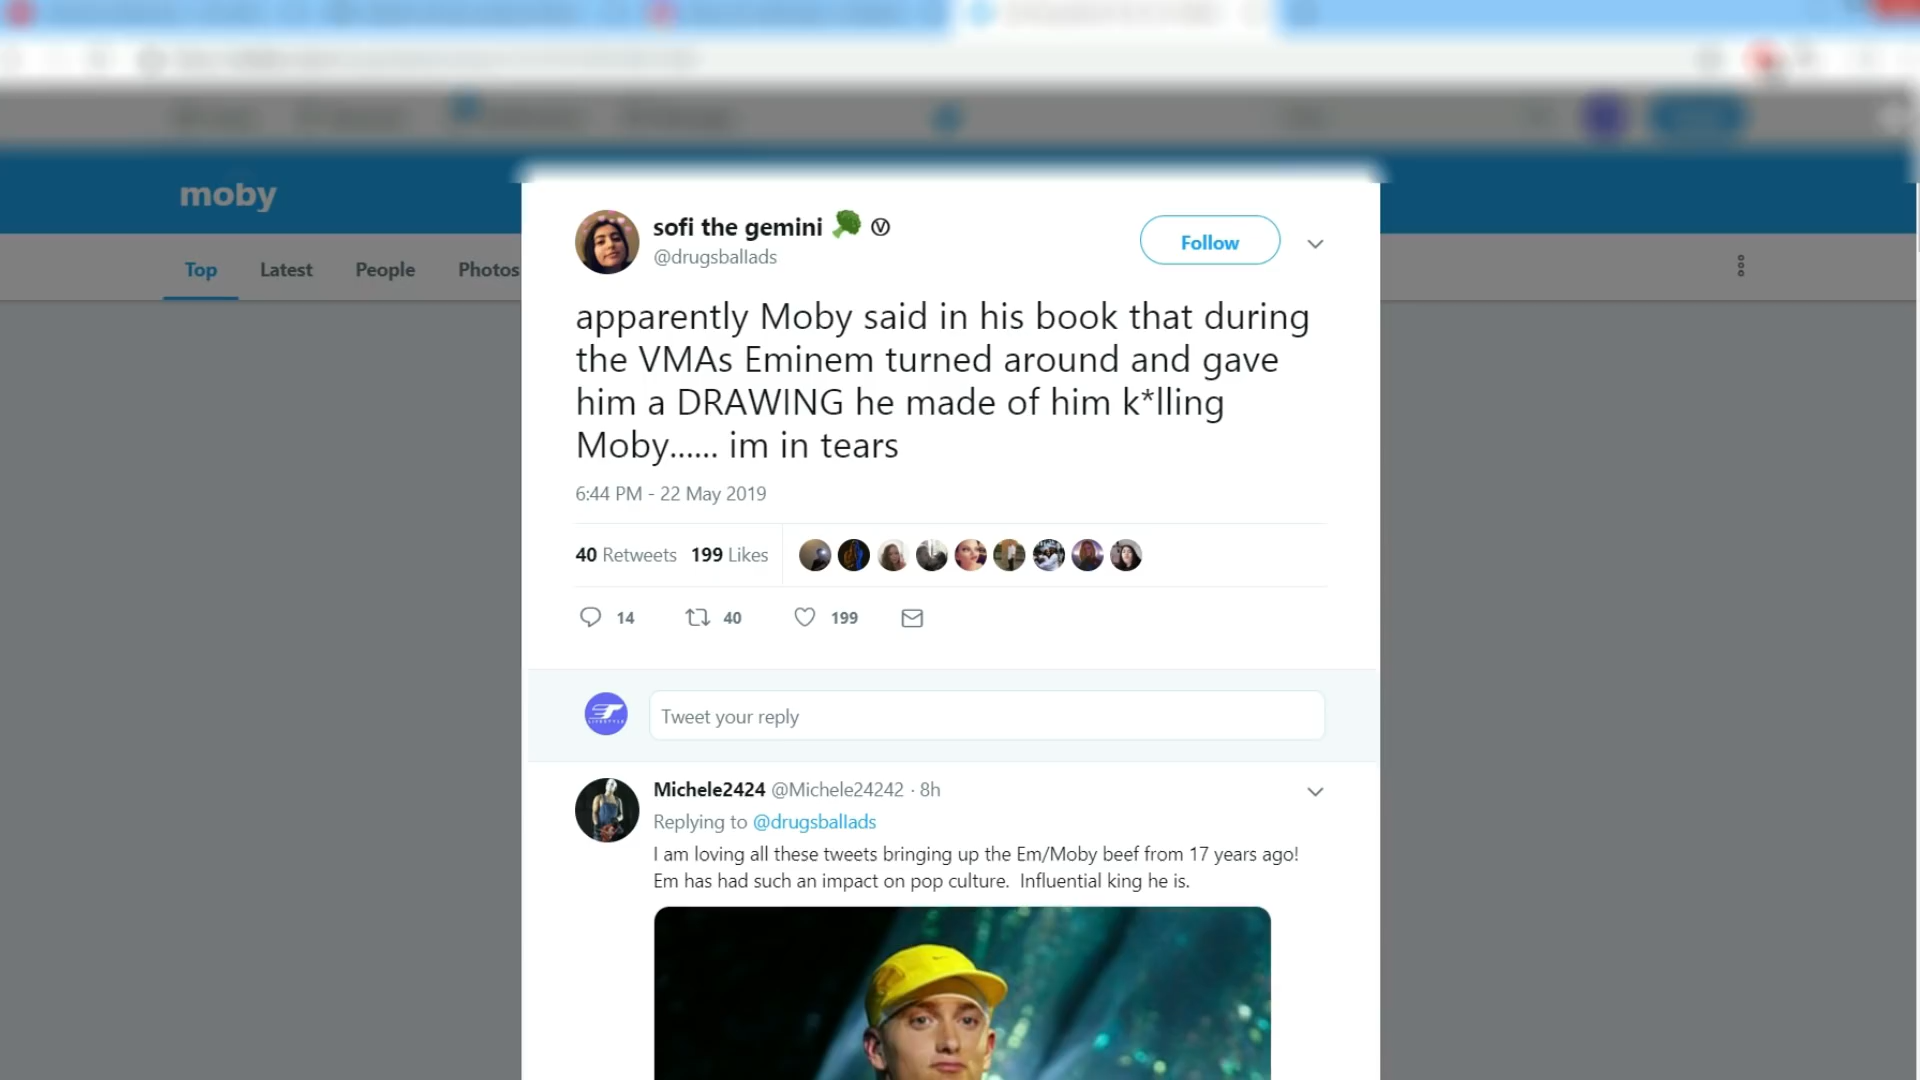 moby
Top Latest People Photos
sofi the gemini
@drugsballads
Follow
apparently Moby said in his book that during
the VMAs Eminem turned around and gave
him a DRAWING he made of him k*lling
Moby...... im in tears
6:44 PM - 22 May 2019
40 Retweets 199 Likes
14 40 199
Tweet your reply
Michele2424 @Michele24242 · 8h
Replying to @drugsballads
I am loving all these tweets bringing up the Em/Moby beef from 17 years ago!
Em has had such an impact on pop culture. Influential king he is.